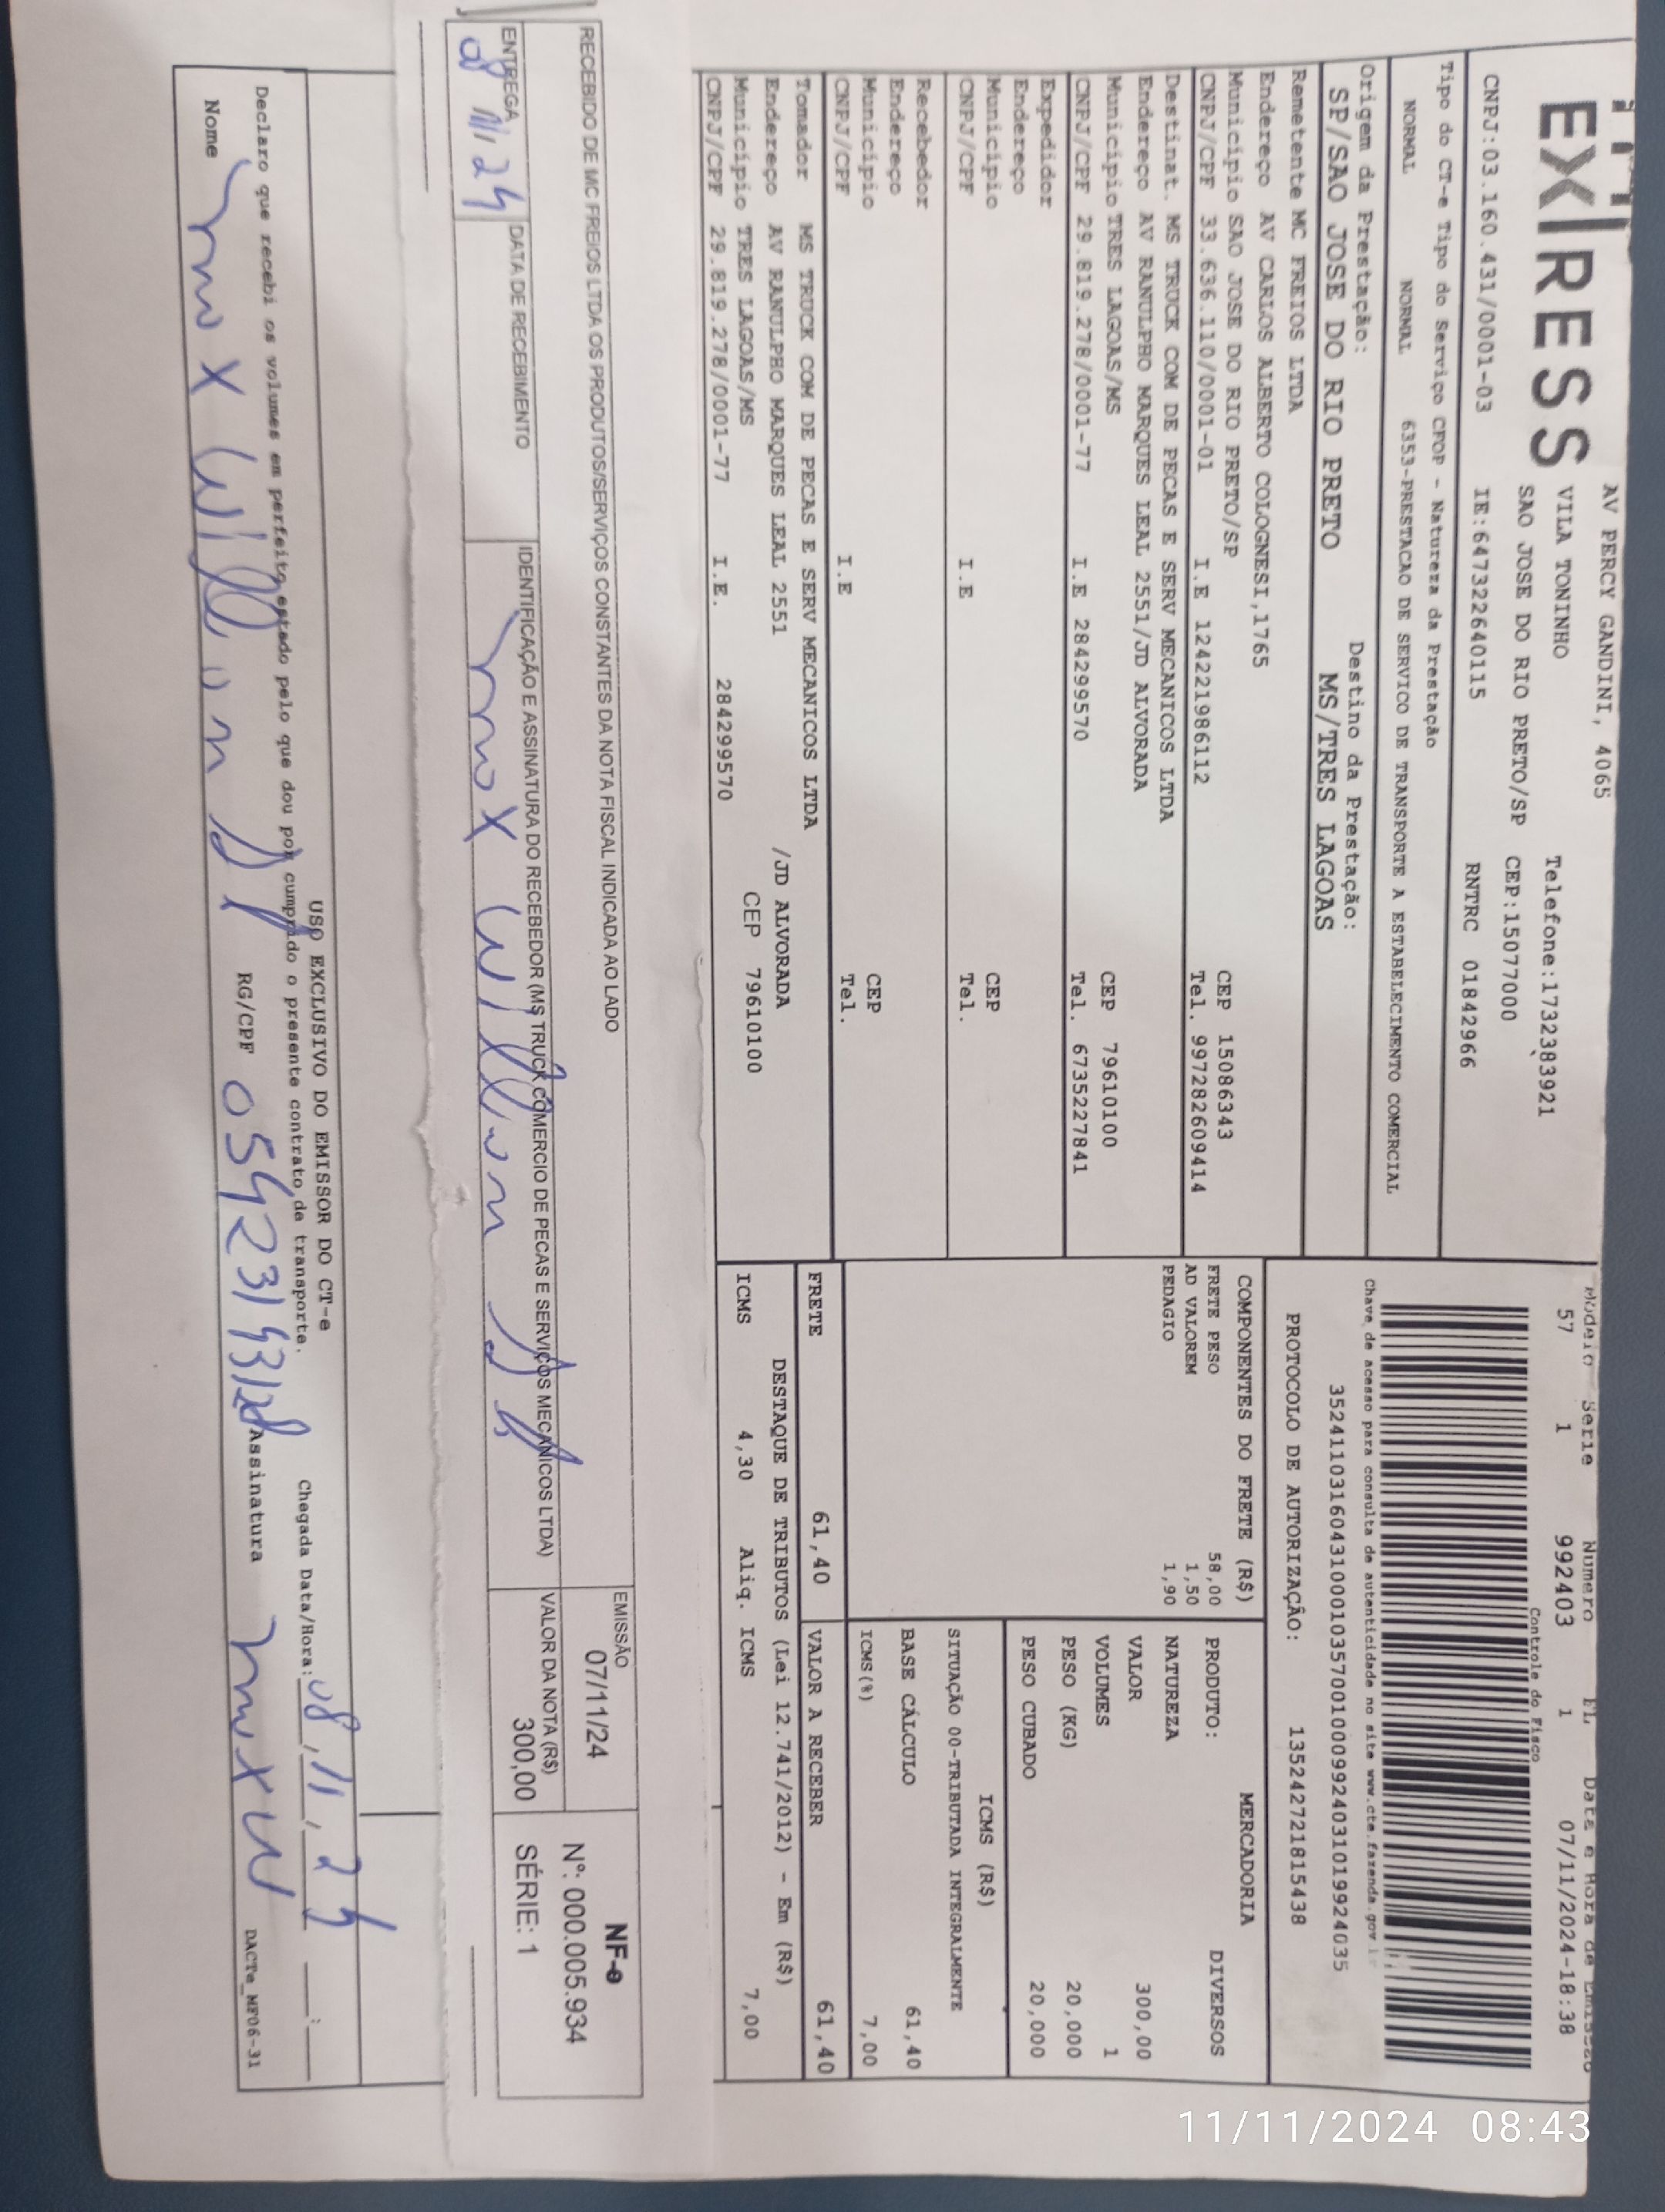 EXPRESS
AV PERCY GANDINI, 4065
VILA TONINHO
Telefone:1732383921
SAO JOSE DO RIO PRETO/SP CEP:15077000
CNPJ:03.160.431/0001-03 IE:647322640115 RNTRC 01842966
Modelo Serie Numero FL Data e Hora de Emissao
57 1 992403 1 07/11/2024-18:38
Controle do Fisco
Tipo do CT-e Tipo do Serviço CFOP - Natureza da Prestação
NORMAL NORMAL 6353-PRESTACAO DE SERVICO DE TRANSPORTE A ESTABELECIMENTO COMERCIAL
Chave de acesso para consulta de autenticidade no site www.cte.fazenda.gov.
Origem da Prestação: Destino da Prestação:
SP/SAO JOSE DO RIO PRETO MS/TRES LAGOAS
PROTOCOLO DE AUTORIZAÇÃO: 135242721815438
Remetente MC FREIOS LTDA
Endereço AV CARLOS ALBERTO COLOGNESI,1765
Municipio SAO JOSE DO RIO PRETO/SP CEP 15086343
CNPJ/CPF 33.636.110/0001-01 I.E 124221986112 Tel. 997282609414
Destinat. MS TRUCK COM DE PECAS E SERV MECANICOS LTDA
Endereço AV RANULPHO MARQUES LEAL 2551/JD ALVORADA
Municipio TRES LAGOAS/MS CEP 79610100
CNPJ/CPF 29.819.278/0001-77 I.E 284299570 Tel. 6735227841
Expedidor
Endereço
Municipio CEP
CNPJ/CPF I.E Tel.
Recebedor
Endereço
Municipio CEP
CNPJ/CPF I.E Tel.
Tomador MS TRUCK COM DE PECAS E SERV MECANICOS LTDA
Endereço AV RANULPHO MARQUES LEAL 2551 /JD ALVORADA
Municipio TRES LAGOAS/MS CEP 79610100
CNPJ/CPF 29.819.278/0001-77 I.E. 284299570
COMPONENTES DO FRETE (R$)
FRETE PESO 58,00
AD VALOREM 1,50
PEDAGIO 1,90
MERCADORIA
PRODUTO: DIVERSOS
NATUREZA
VALOR 300,00
VOLUMES 1
PESO (KG) 20,000
PESO CUBADO 20,000
ICMS (R$)
SITUAÇÃO 00-TRIBUTADA INTEGRALMENTE
BASE CÁLCULO 61,40
ICMS(%) 7,00
FRETE 61,40 VALOR A RECEBER 61,40
DESTAQUE DE TRIBUTOS (Lei 12.741/2012) - Em (R$)
ICMS 4,30 Aliq. ICMS 7,00
RECEBIDO DE MC FREIOS LTDA OS PRODUTOS/SERVIÇOS CONSTANTES DA NOTA FISCAL INDICADA AO LADO
EMISSÃO
07/11/24
NF-e
Nº: 000.005.934
SÉRIE: 1
ENTREGA
08 11, 24
DATA DE RECEBIMENTO
IDENTIFICAÇÃO E ASSINATURA DO RECEBEDOR (MS TRUCK COMERCIO DE PECAS E SERVIÇOS MECANICOS LTDA)
VALOR DA NOTA (R$)
300,00
USO EXCLUSIVO DO EMISSOR DO CT-e
Declaro que recebi os volumes em perfeito estado pelo que dou por cumprido o presente contrato de transporte.
Chegada Data/Hora: 08,11,24 :
Nome RG/CPF Assinatura
DACTe_MF06-31
11/11/2024 08:43